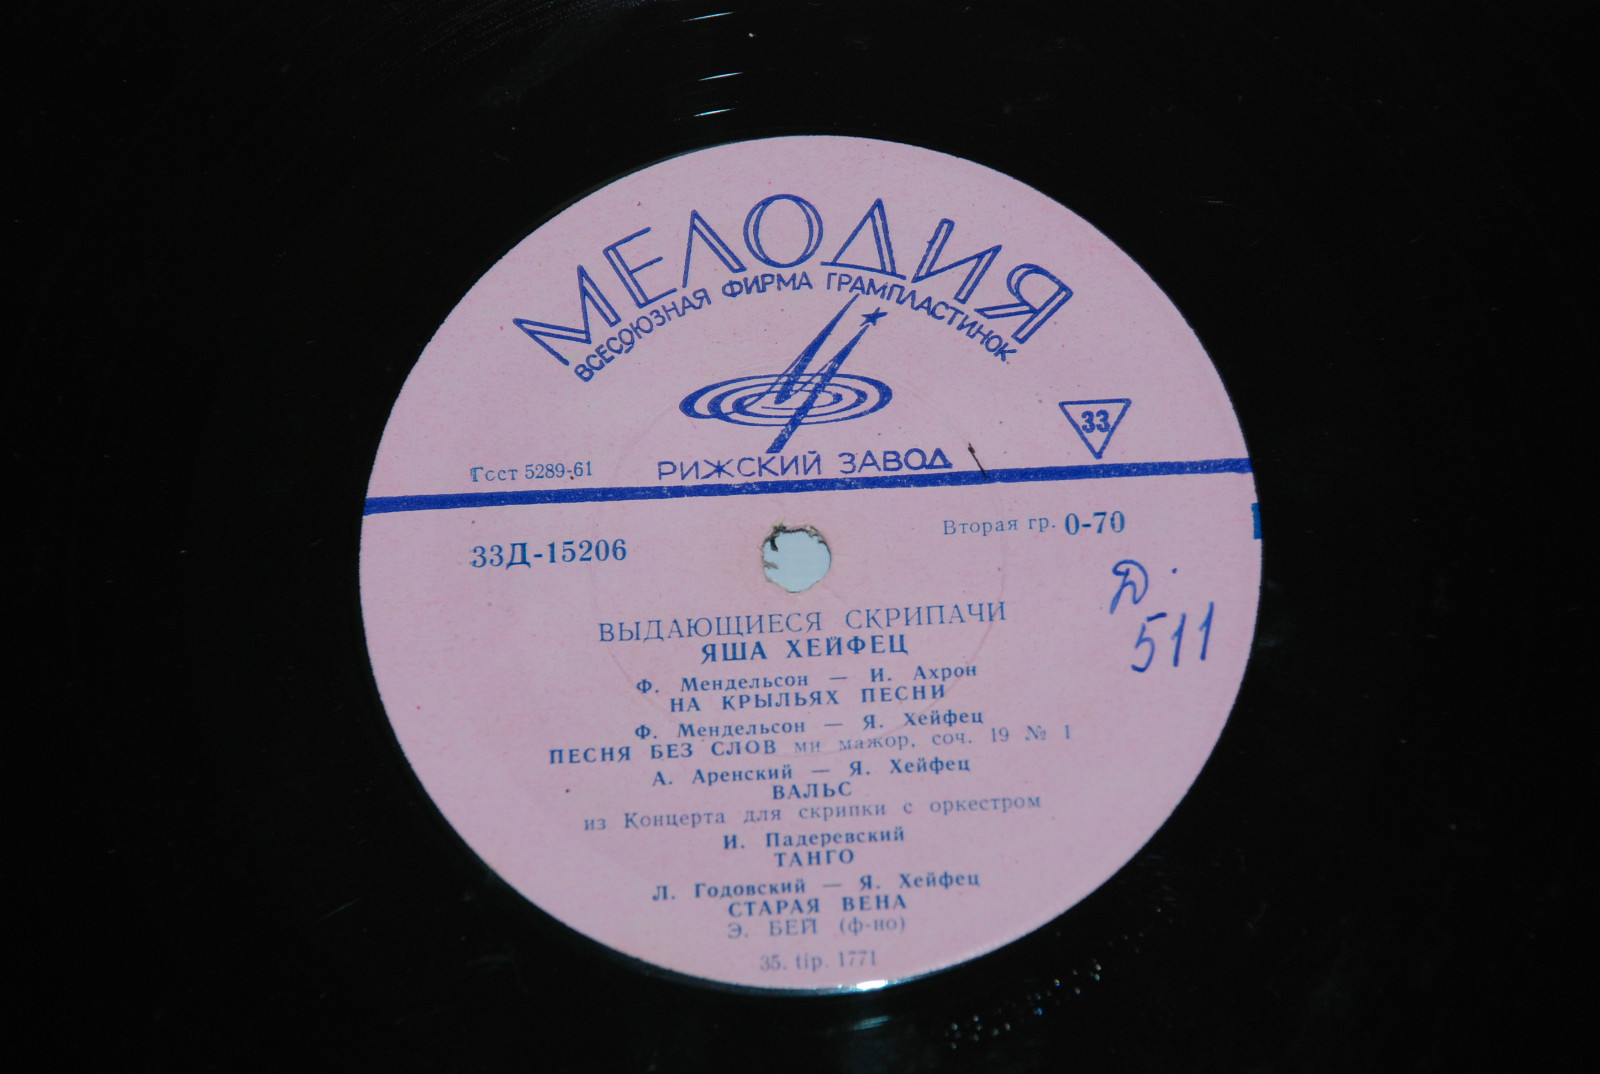 МЕЛОДИЯ
ВСЕСОЮЗНАЯ ФИРМА ГРАМПЛАСТИНОК
33
Гост 5289-61
РИЖСКИЙ ЗАВОД
33Д-15206
Вторая гр. 0-70
Д.
511
ВЫДАЮЩИЕСЯ СКРИПАЧИ
ЯША ХЕЙФЕЦ
Ф. Мендельсон — И. Ахрон
НА КРЫЛЬЯХ ПЕСНИ
Ф. Мендельсон — Я. Хейфец
ПЕСНЯ БЕЗ СЛОВ ми мажор, соч. 19 № 1
А. Аренский — Я. Хейфец
ВАЛЬС
из Концерта для скрипки с оркестром
И. Падеревский
ТАНГО
Л. Годовский — Я. Хейфец
СТАРАЯ ВЕНА
Э. БЕЙ (ф-но)
35. tip. 1771